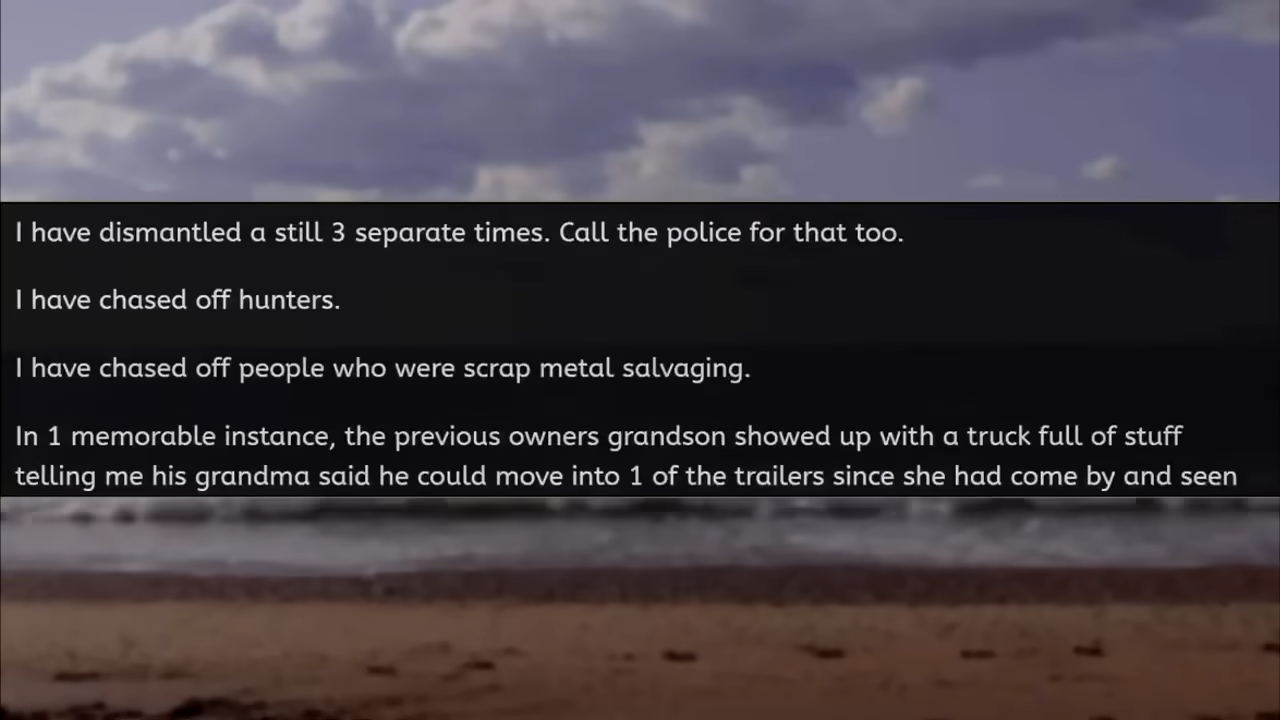 I have dismantled a still 3 separate times. Call the police for that too.
I have chased off hunters.
I have chased off people who were scrap metal salvaging.
In 1 memorable instance, the previous owners grandson showed up with a truck full of stuff
telling me his grandma said he could move into 1 of the trailers since she had come by and seen